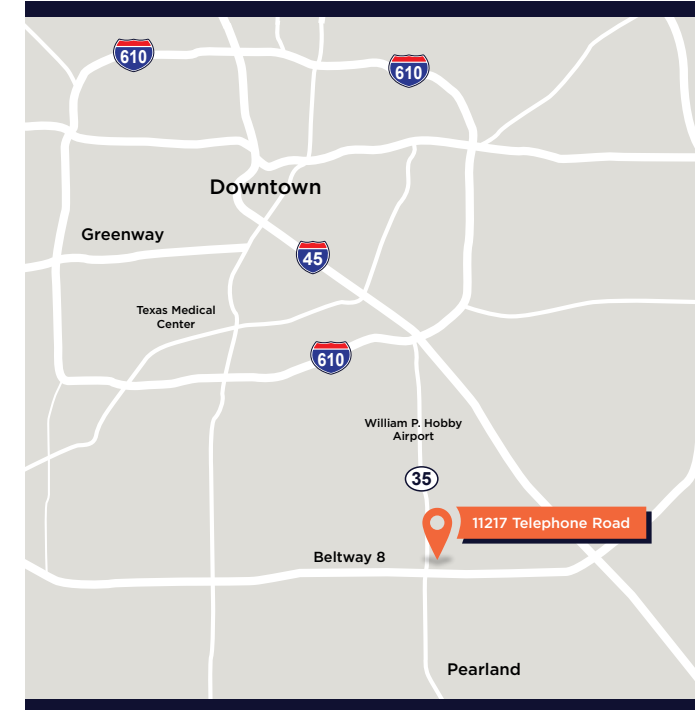 610
610
Downtown
Greenway
45
Texas Medical
Center
610
William P. Hobby
Airport
35
11217 Telephone Road
Beltway 8
Pearland